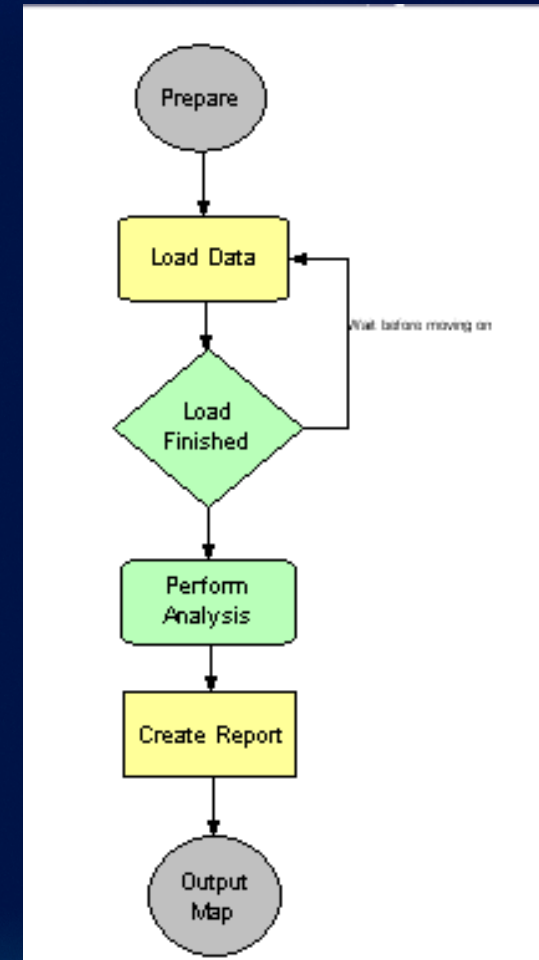 Prepare
Load Data
Wait before moving on
Load
Finished
Perform
Analysis
Create Report
Output
Map